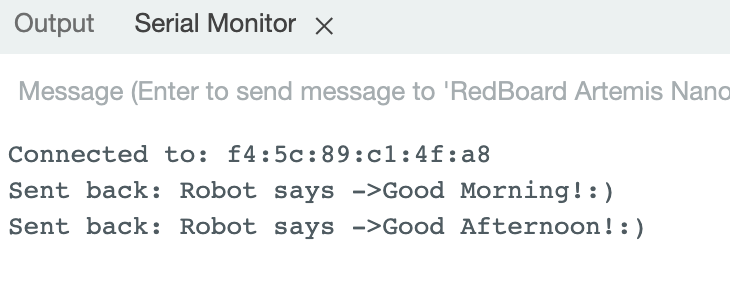 Output Serial Monitor ×
Message (Enter to send message to 'RedBoard Artemis Nano
Connected to: f4:5c:89:c1:4f:a8
Sent back: Robot says ->Good Morning!:)
Sent back: Robot says ->Good Afternoon!:)